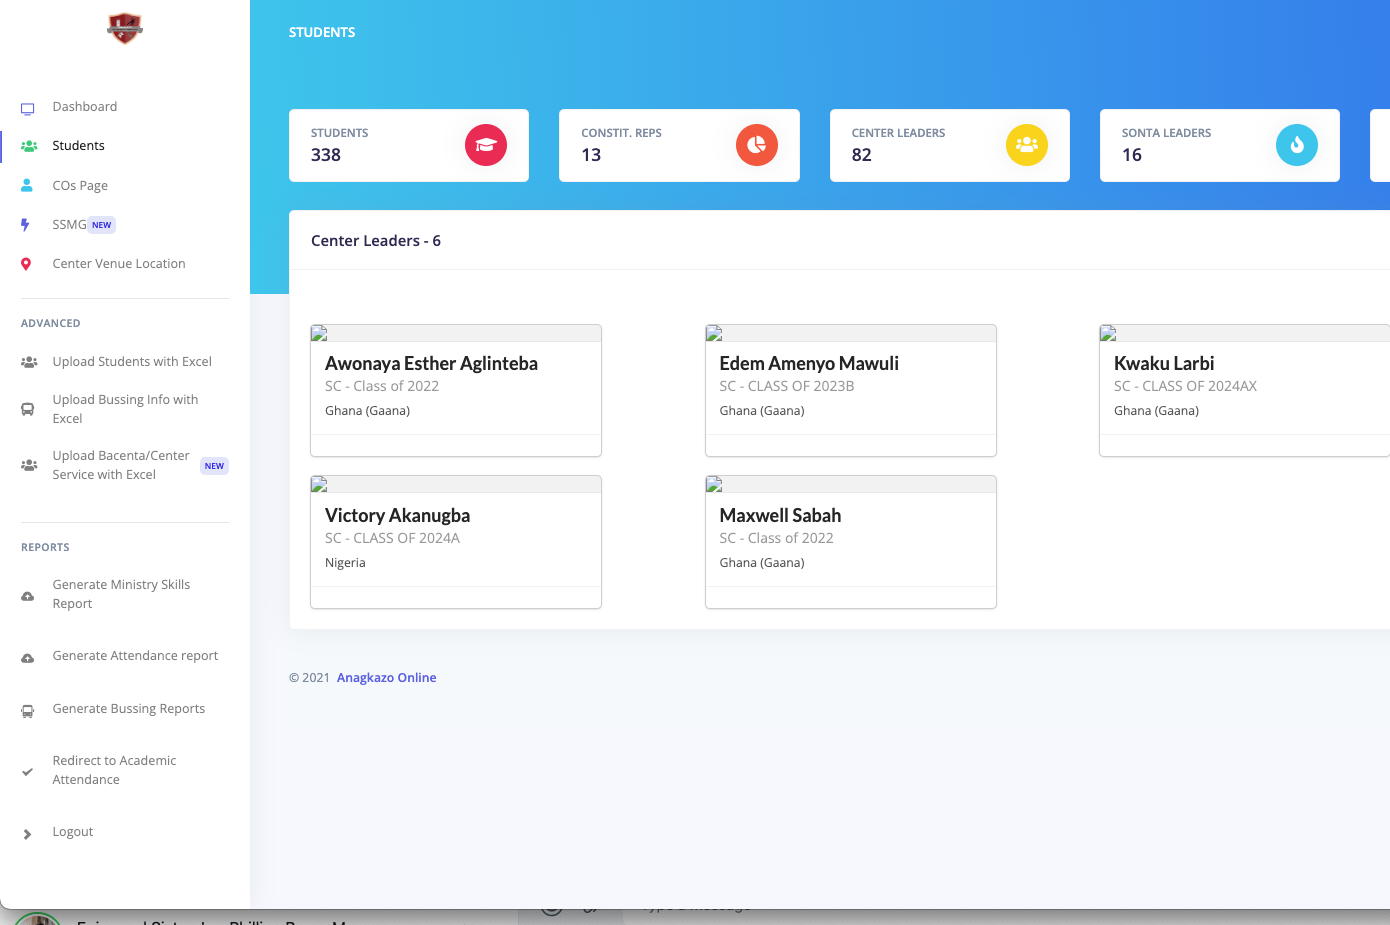 Dashboard
Students
COs Page
SSMG NEW
Center Venue Location
ADVANCED
Upload Students with Excel
Upload Bussing Info with
Excel
Upload Bacenta/Center
Service with Excel
NEW
REPORTS
Generate Ministry Skills
Report
Generate Attendance report
Generate Bussing Reports
Redirect to Academic
Attendance
Logout
STUDENTS
STUDENTS
338
CONSTIT. REPS
13
CENTER LEADERS
82
SONTA LEADERS
16
Center Leaders - 6
Awonaya Esther Aglinteba
SC - Class of 2022
Ghana (Gaana)
Edem Amenyo Mawuli
SC - CLASS OF 2023B
Ghana (Gaana)
Kwaku Larbi
SC - CLASS OF 2024AX
Ghana (Gaana)
Victory Akanugba
SC - CLASS OF 2024A
Nigeria
Maxwell Sabah
SC - Class of 2022
Ghana (Gaana)
© 2021 Anagkazo Online